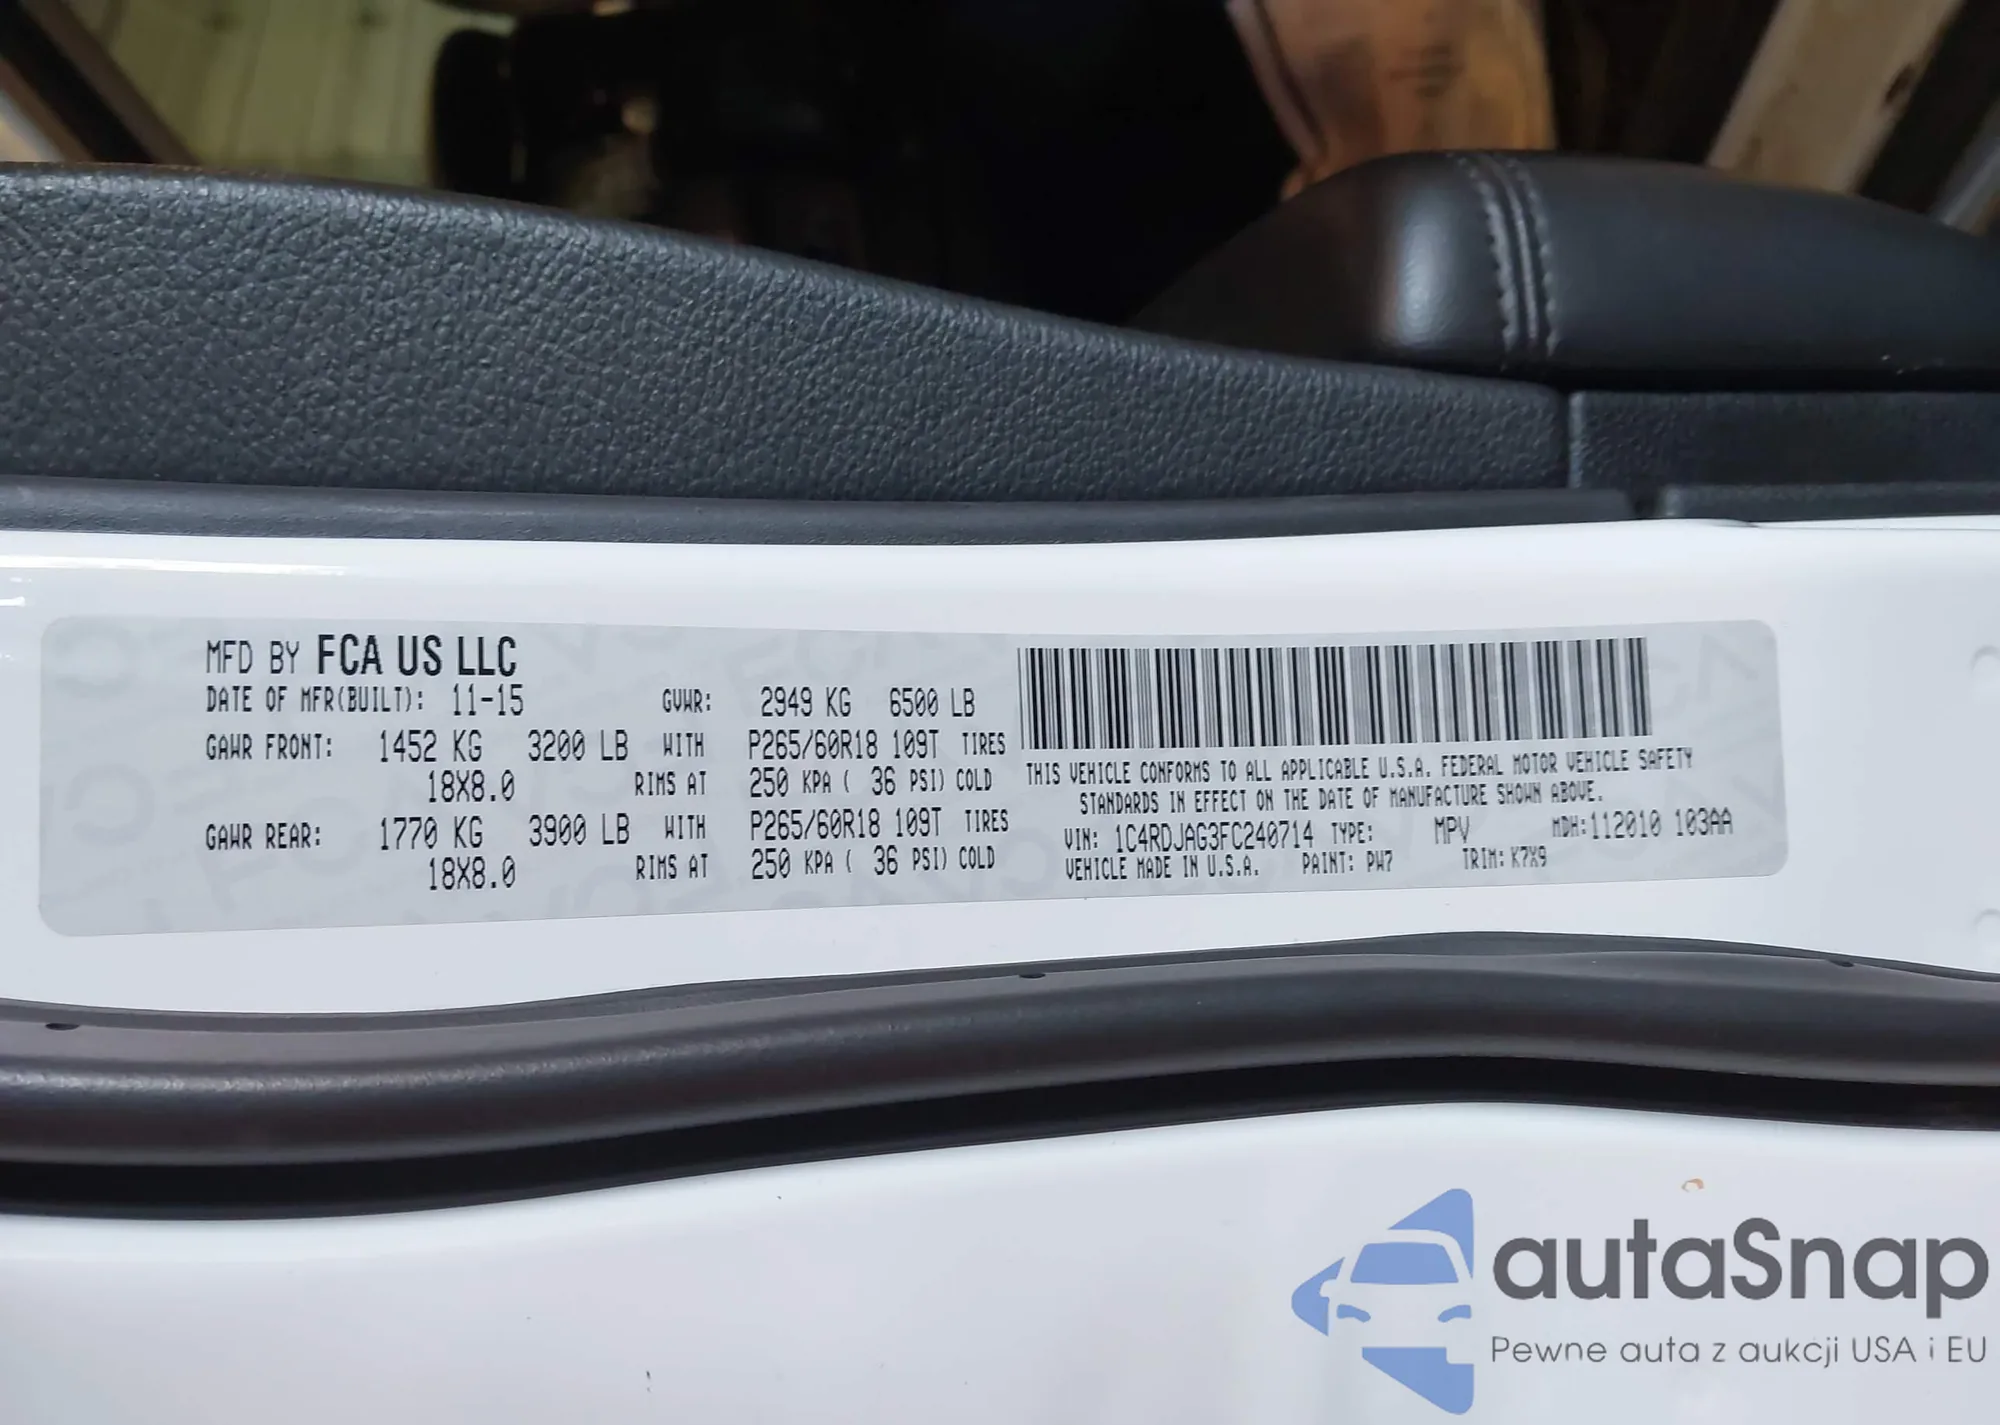 MFD BY FCA US LLC
DATE OF MFR(BUILT): 11-15 GVWR: 2949 KG 6500 LB
GAWR FRONT: 1452 KG 3200 LB WITH P265/60R18 109T TIRES
18X8.0 RIMS AT 250 KPA ( 36 PSI) COLD
GAWR REAR: 1770 KG 3900 LB WITH P265/60R18 109T TIRES
18X8.0 RIMS AT 250 KPA ( 36 PSI) COLD
THIS VEHICLE CONFORMS TO ALL APPLICABLE U.S.A. FEDERAL MOTOR VEHICLE SAFETY
STANDARDS IN EFFECT ON THE DATE OF MANUFACTURE SHOWN ABOVE.
VIN: 1C4RDJAG3FC240714 TYPE: MPV MDH:112010 103AA
VEHICLE MADE IN U.S.A. PAINT: PW7 TRIM: K7X9
autaSnap
Pewne auta z aukcji USA i EU